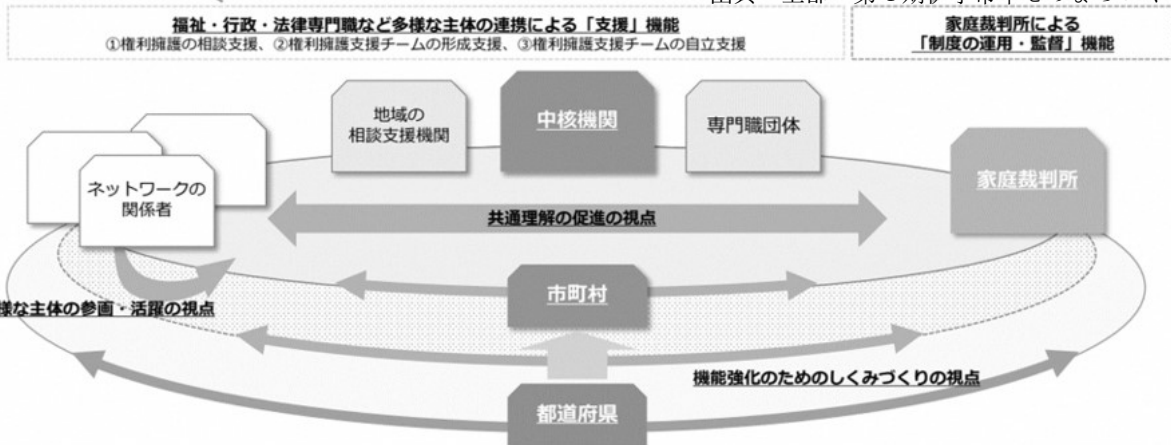 福祉・行政・法律専門職など多様な主体の連携による「支援」機能
①権利擁護の相談支援、②権利擁護支援チームの形成支援、③権利擁護支援チームの自立支援
家庭裁判所による
「制度の運用・監督」機能
地域の
相談支援機関
中核機関
専門職団体
ネットワークの
関係者
家庭裁判所
共通理解の促進の視点
市町村
様な主体の参画・活躍の視点
機能強化のためのしくみづくりの視点
都道府県